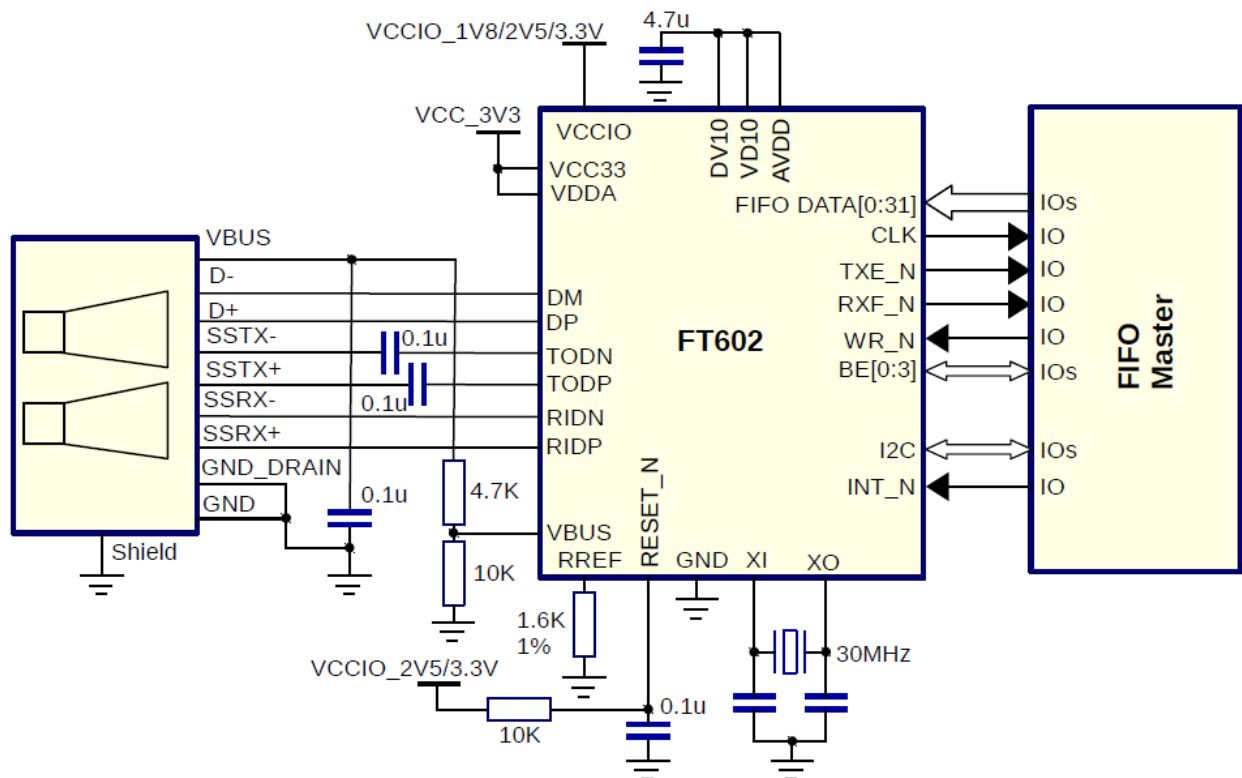 4.7u
VCCIO_1V8/2V5/3.3V
VCC_3V3
VCCIO
VCC33
VDDA
DV10
VD10
AVDD
FIFO DATA[0:31]
IOs
CLK
IO
TXE_N
IO
RXF_N
IO
WR_N
IO
BE[0:3]
IOs
I2C
IOs
INT_N
IO
FT602
FIFO
Master
VBUS
D-
D+
SSTX-
SSTX+
SSRX-
SSRX+
GND_DRAIN
GND
Shield
0.1u
0.1u
0.1u
DM
DP
TODN
TODP
RIDN
RIDP
4.7K
10K
VBUS
RREF
RESET_N
GND
XI
XO
1.6K
1%
30MHz
VCCIO_2V5/3.3V
10K
0.1u